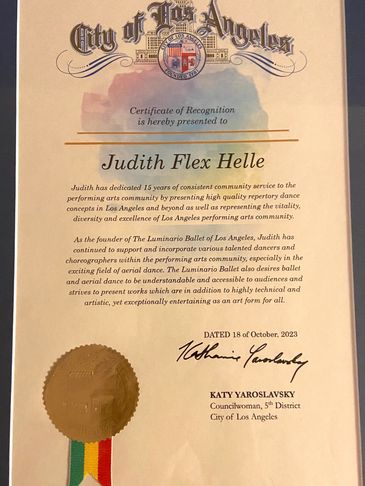 City of Los Angeles
Certificate of Recognition
is hereby presented to
Judith Flex Helle
Judith has dedicated 15 years of consistent community service to the
performing arts community by presenting high quality repertory dance
concepts in Los Angeles and beyond as well as representing the vitality,
diversity and excellence of Los Angeles performing arts community.
As the founder of The Luminario Ballet of Los Angeles, Judith has
continued to support and incorporate various talented dancers and
choreographers within the performing arts community, especially in the
exciting field of aerial dance. The Luminario Ballet also desires ballet
and aerial dance to be understandable and accessible to audiences and
strives to present works which are in addition to highly technical and
artistic, yet exceptionally entertaining as an art form for all.
DATED 18 of October, 2023
Katharine Yaroslavsky
KATY YAROSLAVSKY
Councilwoman, 5th District
City of Los Angeles